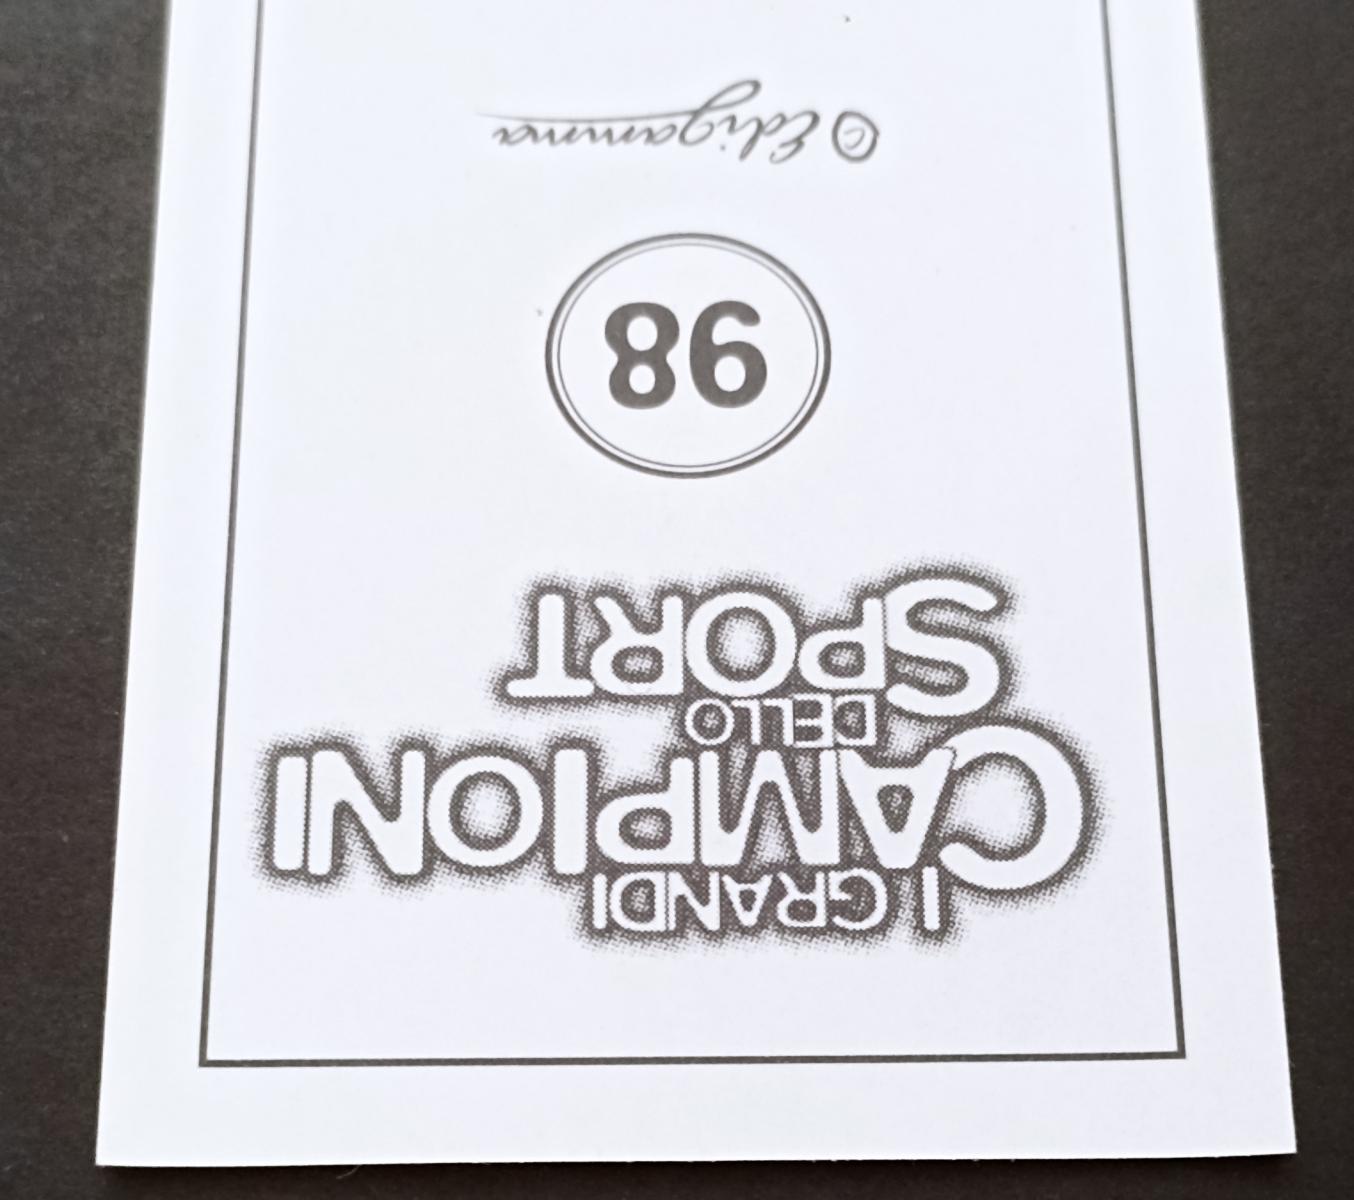 I GRANDI
CAMPIONI
DELLO
SPORT
98
© Edigamma